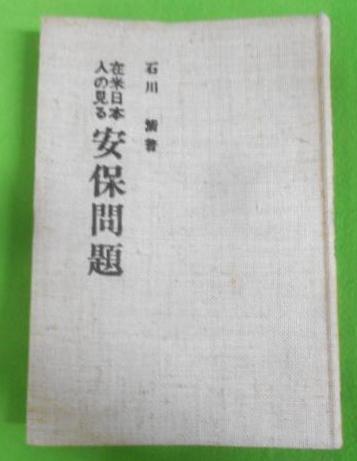 石川 著
在米日本
人の見る
安保問題